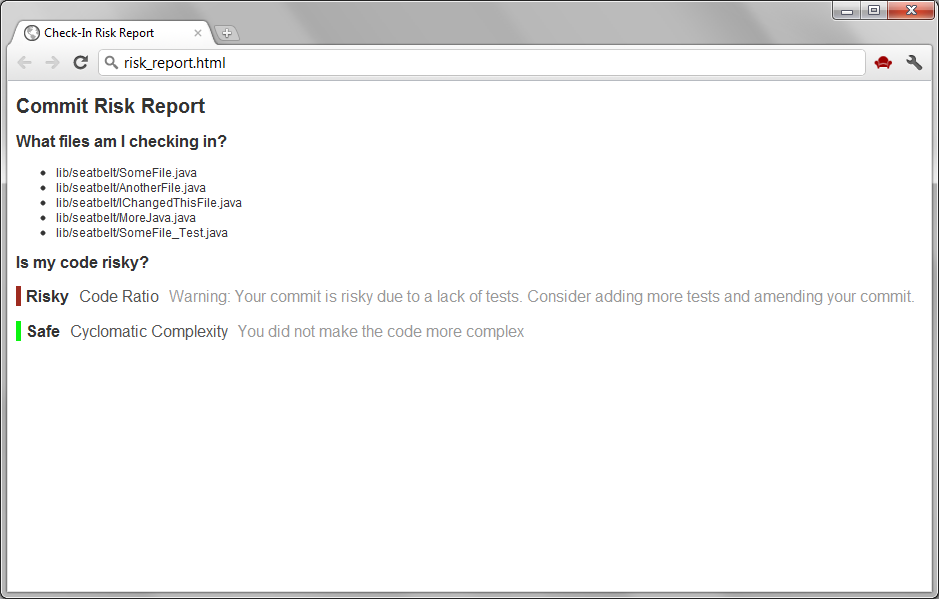 Check-In Risk Report
risk_report.html
Commit Risk Report
What files am I checking in?
lib/seatbelt/SomeFile.java
lib/seatbelt/AnotherFile.java
lib/seatbelt/IChangedThisFile.java
lib/seatbelt/MoreJava.java
lib/seatbelt/SomeFile_Test.java
Is my code risky?
Risky Code Ratio Warning: Your commit is risky due to a lack of tests. Consider adding more tests and amending your commit.
Safe Cyclomatic Complexity You did not make the code more complex